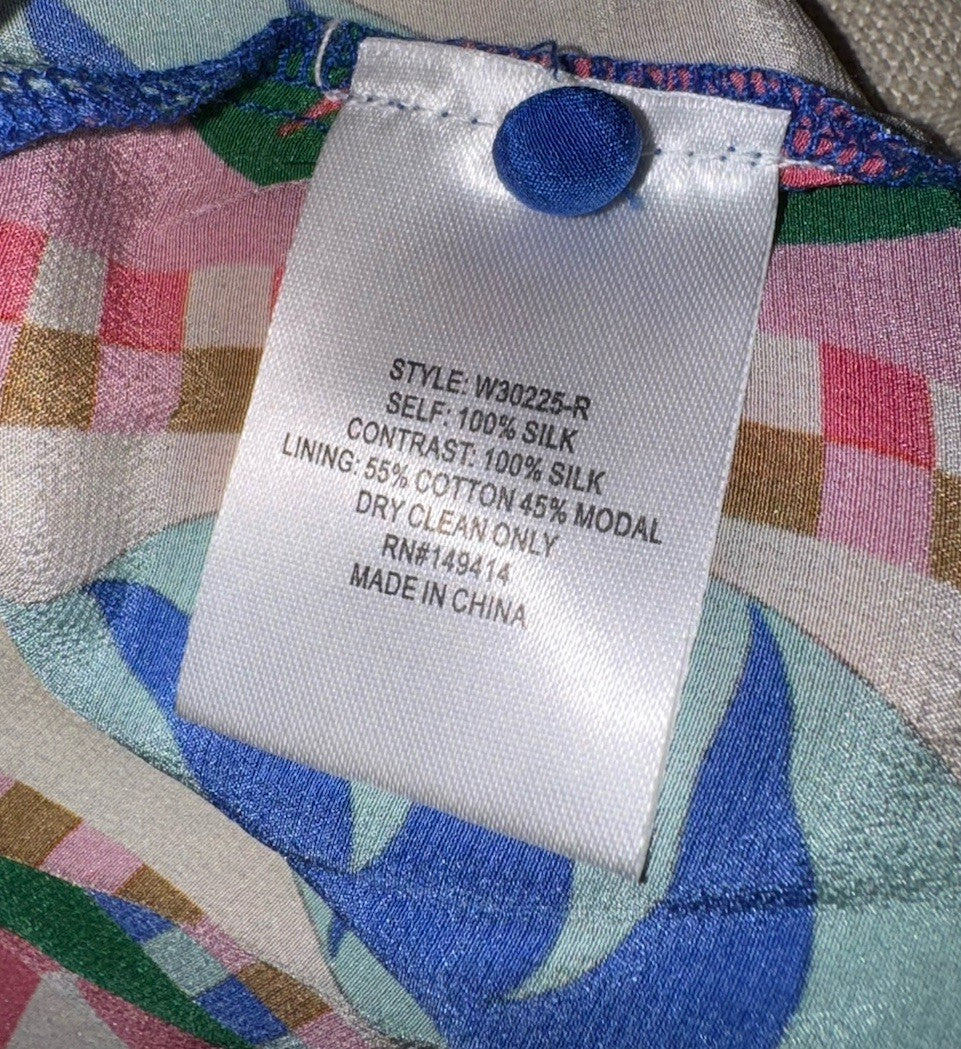 STYLE: W30225-R
SELF: 100% SILK
CONTRAST: 100% SILK
LINING: 55% COTTON 45% MODAL
DRY CLEAN ONLY
RN#149414
MADE IN CHINA